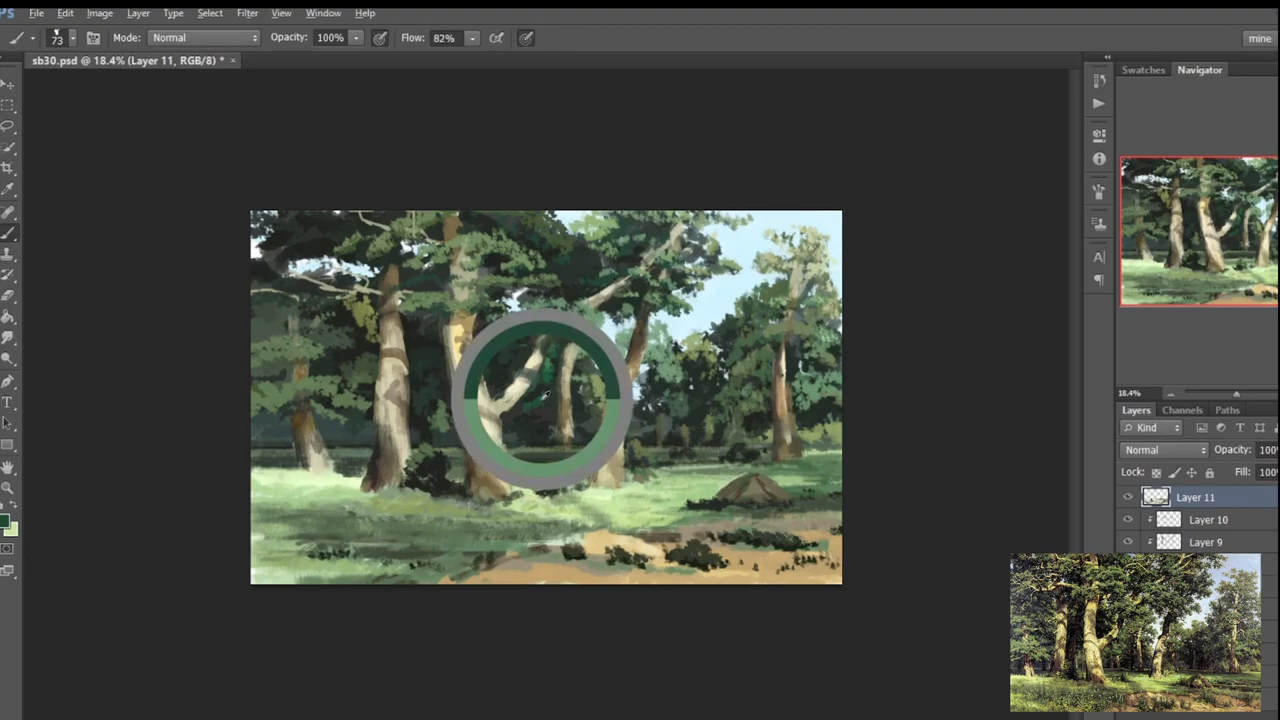 PS File Edit Image Layer Type Select Filter View Window Help
73 Mode: Normal Opacity: 100% Flow: 82% mine
sb30.psd @ 18.4% (Layer 11, RGB/8) * ×
Swatches Navigator
18.4%
Layers Channels Paths
Kind T
Normal Opacity: 100
Lock: Fill: 100
Layer 11
Layer 10
Layer 9